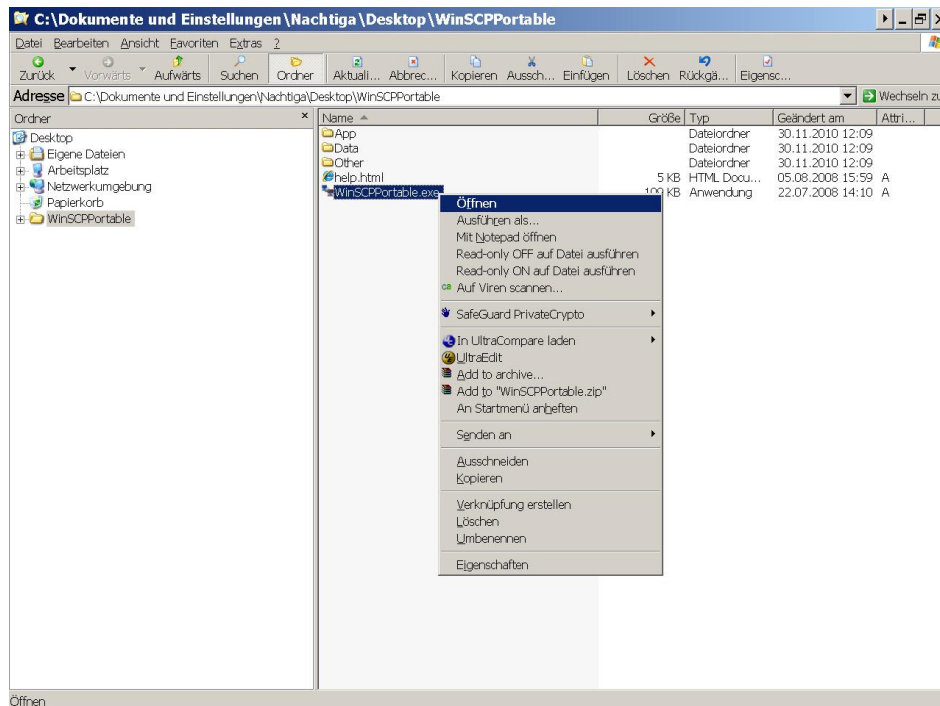 C:\Dokumente und Einstellungen\Nachtiga\Desktop\WinSCPPortable
Datei Bearbeiten Ansicht Favoriten Extras ?
Zurück Vorwärts Aufwärts Suchen Ordner Aktuali... Abbrec... Kopieren Aussch... Einfügen Löschen Rückgä... Eigensc...
Adresse C:\Dokumente und Einstellungen\Nachtiga\Desktop\WinSCPPortable Wechseln zu
Ordner × Name Größe Typ Geändert am Attri...
Desktop
Eigene Dateien
Arbeitsplatz
Netzwerkumgebung
Papierkorb
WinSCPPortable
App Dateiordner 30.11.2010 12:09
Data Dateiordner 30.11.2010 12:09
Other Dateiordner 30.11.2010 12:09
help.html 5 KB HTML Docu... 05.08.2008 15:59 A
WinSCPPortable.exe 109 KB Anwendung 22.07.2008 14:10 A
Öffnen
Ausführen als...
Mit Notepad öffnen
Read-only OFF auf Datei ausführen
Read-only ON auf Datei ausführen
Auf Viren scannen...
SafeGuard PrivateCrypto
In UltraCompare laden
UltraEdit
Add to archive...
Add to "WinSCPPortable.zip"
An Startmenü anheften
Senden an
Ausschneiden
Kopieren
Verknüpfung erstellen
Löschen
Umbenennen
Eigenschaften
Öffnen